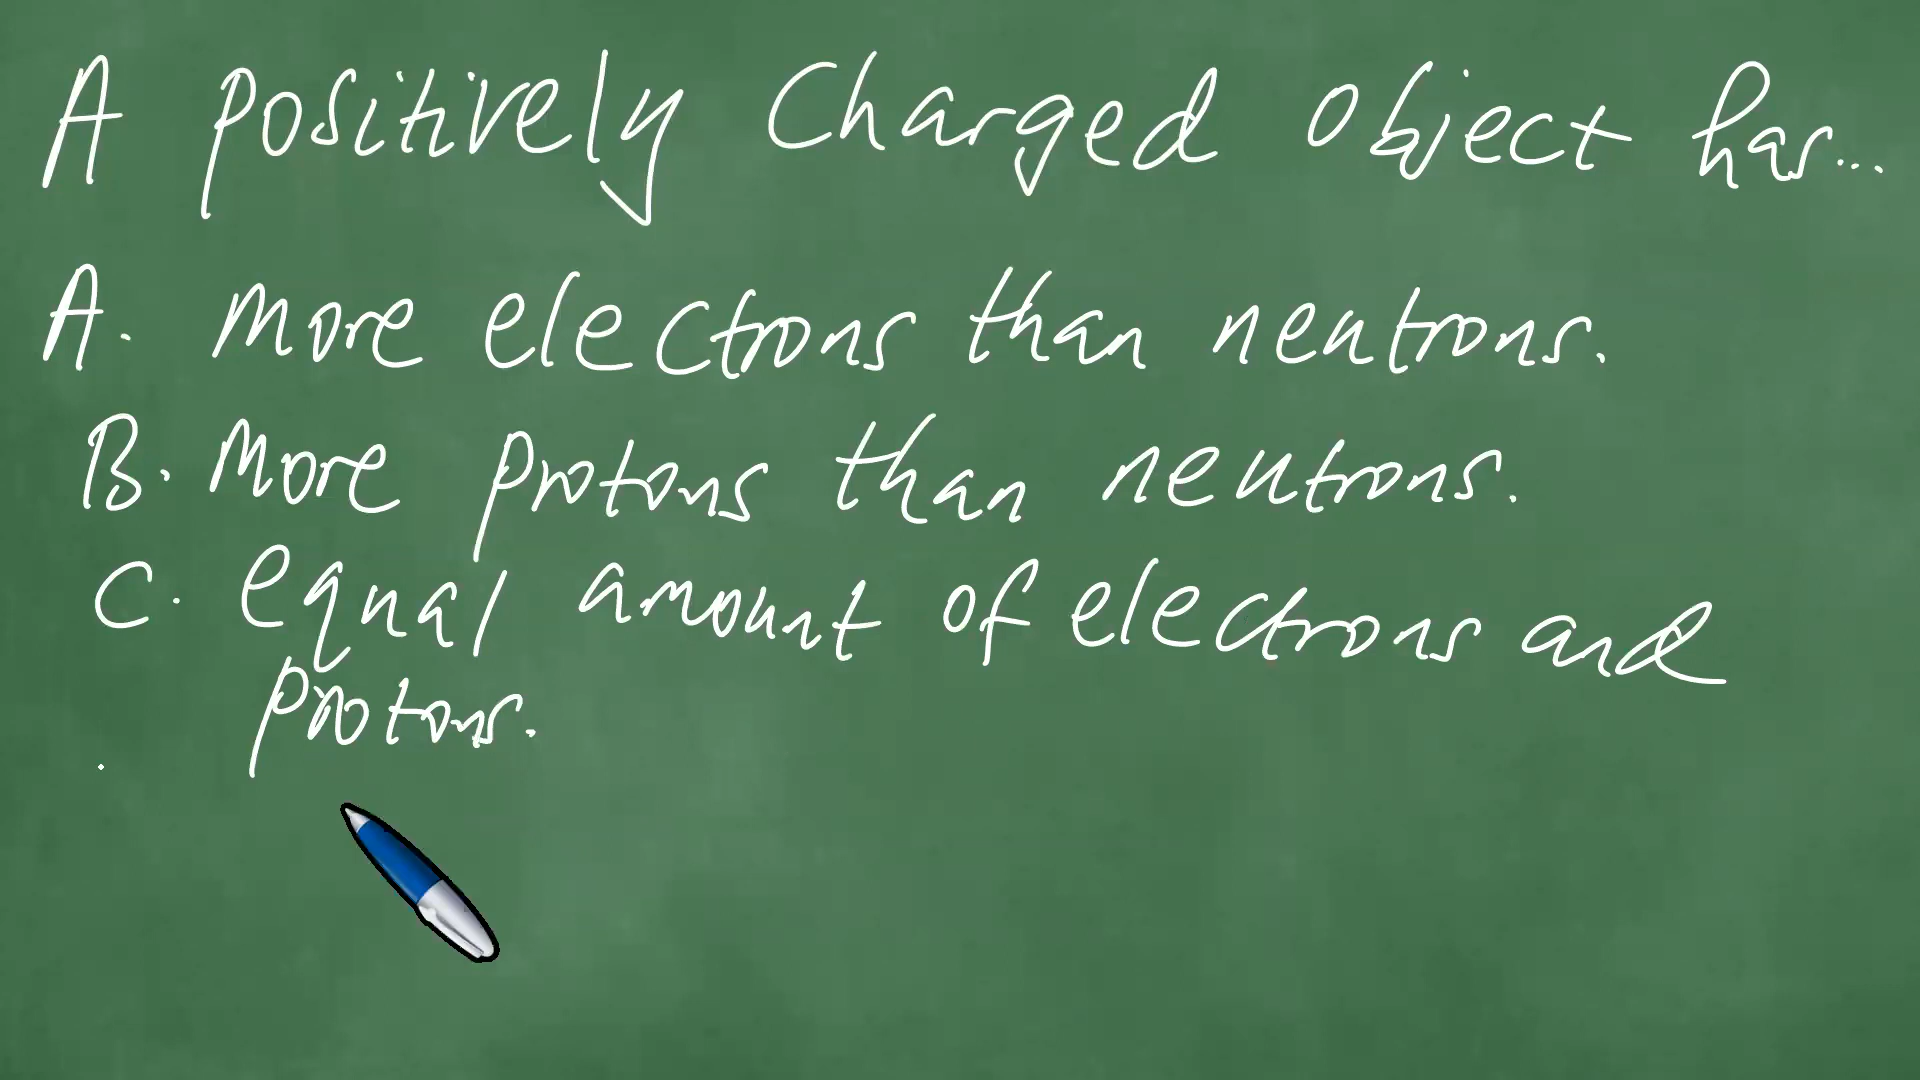 A positively Charged object has...
A. More electrons than neutrons.
B. More protons than neutrons.
C. equal amount of electrons and
protons.